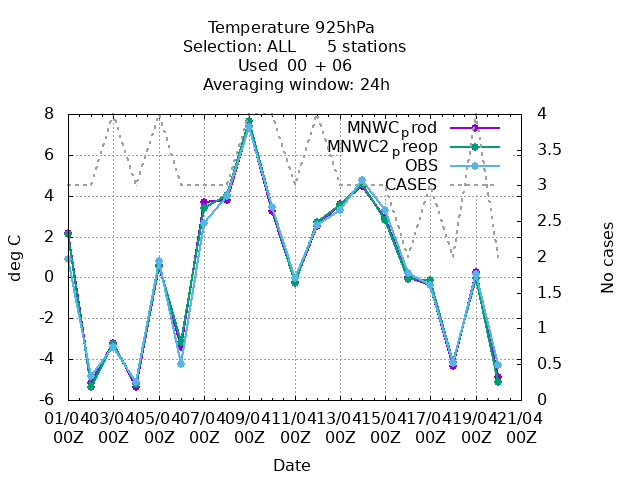 Temperature 925hPa
Selection: ALL 5 stations
Used 00 + 06
Averaging window: 24h
8
6
4
2
0
-2
-4
-6
deg C
4
3.5
3
2.5
2
1.5
1
0.5
0
No cases
MNWC_prod
MNWC2_preop
OBS
CASES
01/04 03/04 05/04 07/04 09/04 11/04 13/04 15/04 17/04 19/04 21/04
00Z 00Z 00Z 00Z 00Z 00Z 00Z 00Z 00Z 00Z 00Z
Date